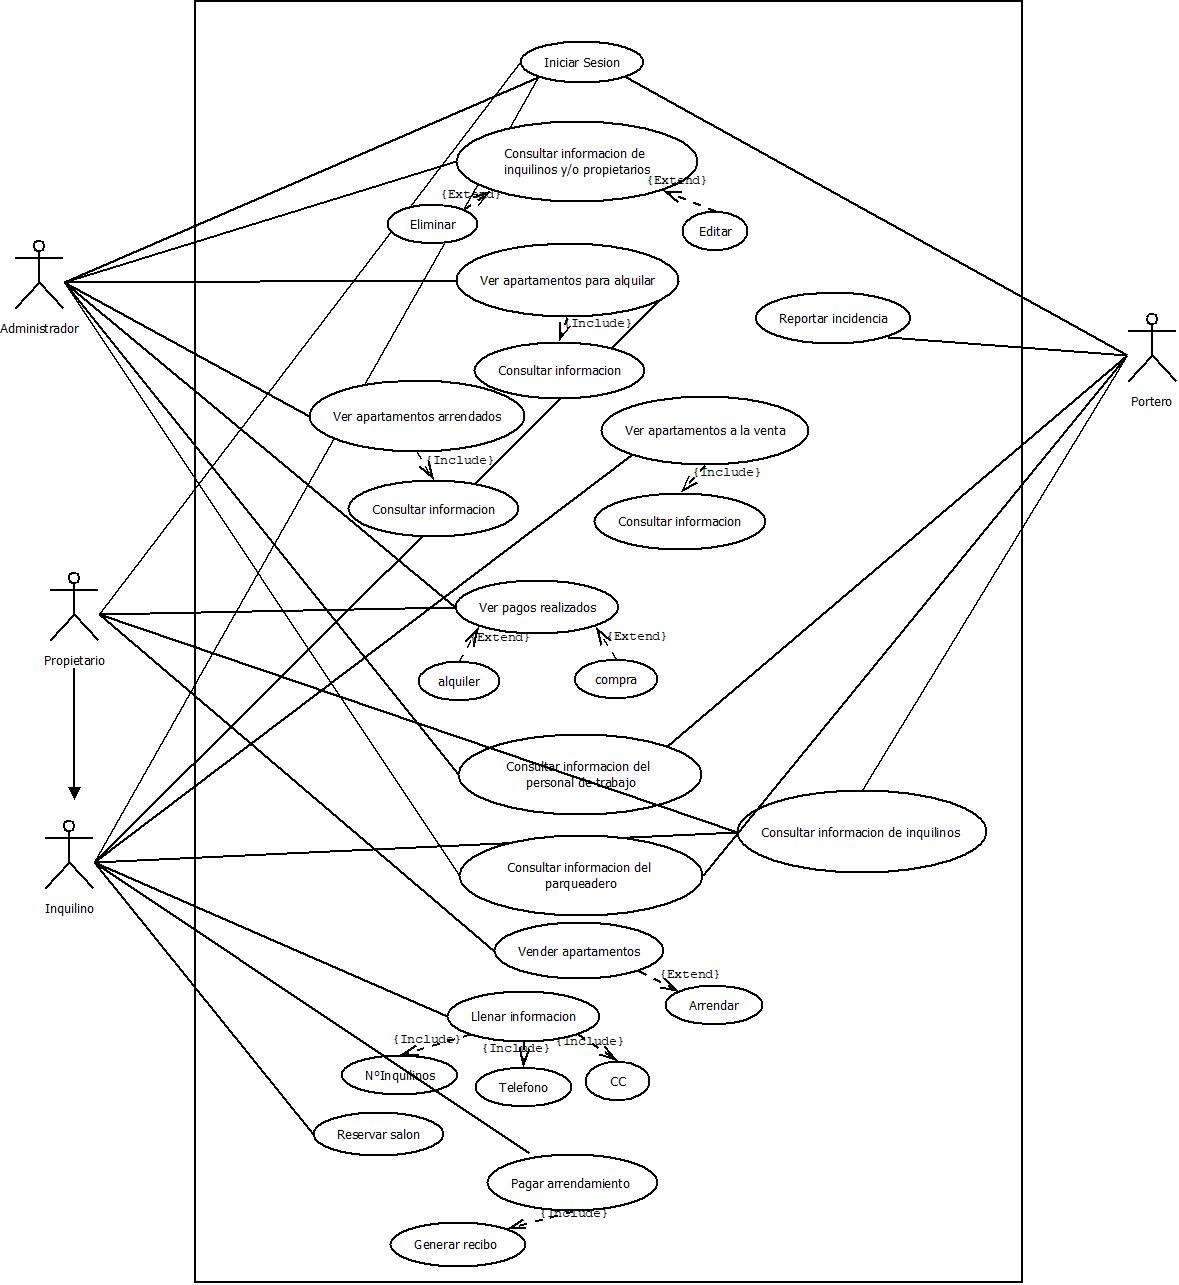 Iniciar Sesion
Consultar informacion de
inquilinos y/o propietarios
{Extend}
{Extend}
Eliminar
Editar
Administrador
Ver apartamentos para alquilar
{Include}
Reportar incidencia
Portero
Consultar informacion
Ver apartamentos arrendados
Ver apartamentos a la venta
{Include}
{Include}
Consultar informacion
Consultar informacion
Propietario
Ver pagos realizados
{Extend}
{Extend}
alquiler
compra
Consultar informacion del
personal de trabajo
Consultar informacion de inquilinos
Consultar informacion del
parqueadero
Inquilino
Vender apartamentos
{Extend}
Arrendar
Llenar informacion
{Include}
{Include}
{Include}
N°Inquilinos
Telefono
CC
Reservar salon
Pagar arrendamiento
{Include}
Generar recibo